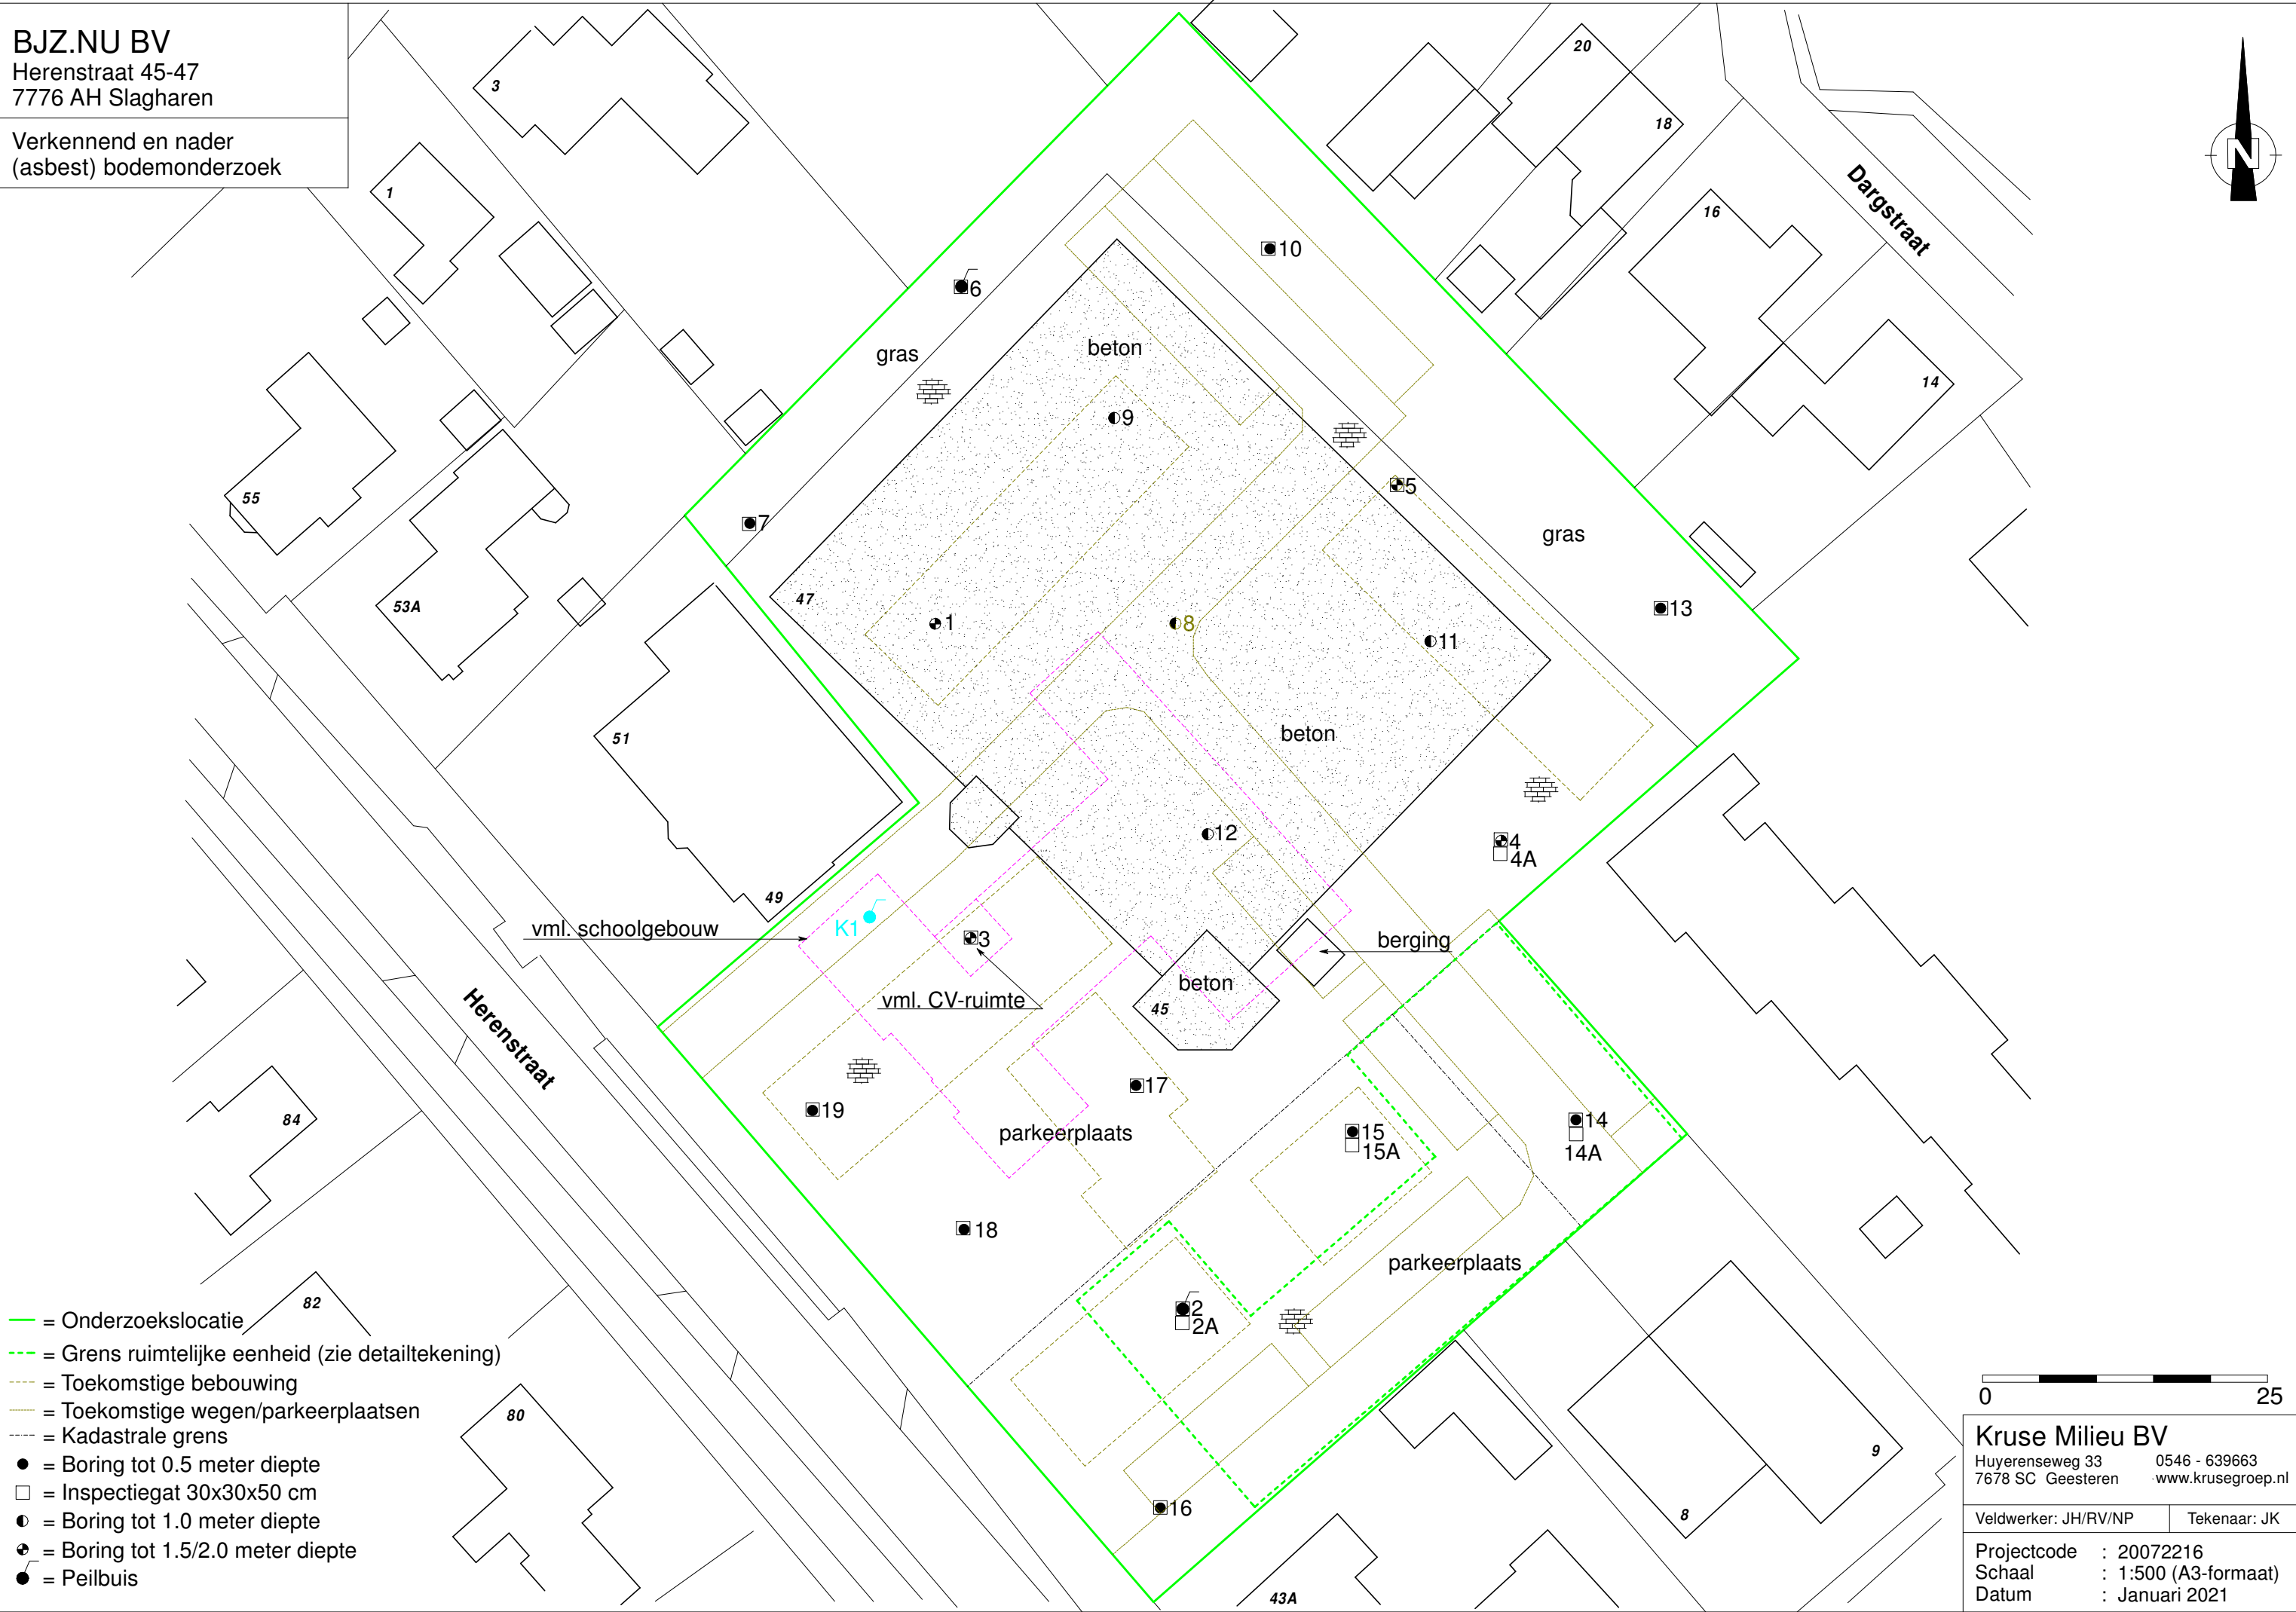 BJZ.NU BV
Herenstraat 45-47
7776 AH Slagharen
Verkennend en nader
(asbest) bodemonderzoek
3
20
18
1
16
Dargstraat
N
10
6
gras
beton
14
9
55
5
7
gras
53A
47
1
8
13
11
51
beton
12
4
4A
49
K1
vml. schoolgebouw
3
berging
beton
vml. CV-ruimte
45
Herenstraat
17
19
84
parkeerplaats
15
15A
14
14A
18
parkeerplaats
82
2
2A
= Onderzoekslocatie
= Grens ruimtelijke eenheid (zie detailtekening)
= Toekomstige bebouwing
= Toekomstige wegen/parkeerplaatsen
= Kadastrale grens
= Boring tot 0.5 meter diepte
= Inspectiegat 30x30x50 cm
= Boring tot 1.0 meter diepte
= Boring tot 1.5/2.0 meter diepte
= Peilbuis
80
16
8
9
43A
0 25
Kruse Milieu BV
Huyerenseweg 33 0546 - 639663
7678 SC Geesteren www.krusegroep.nl
Veldwerker: JH/RV/NP Tekenaar: JK
Projectcode : 20072216
Schaal : 1:500 (A3-formaat)
Datum : Januari 2021